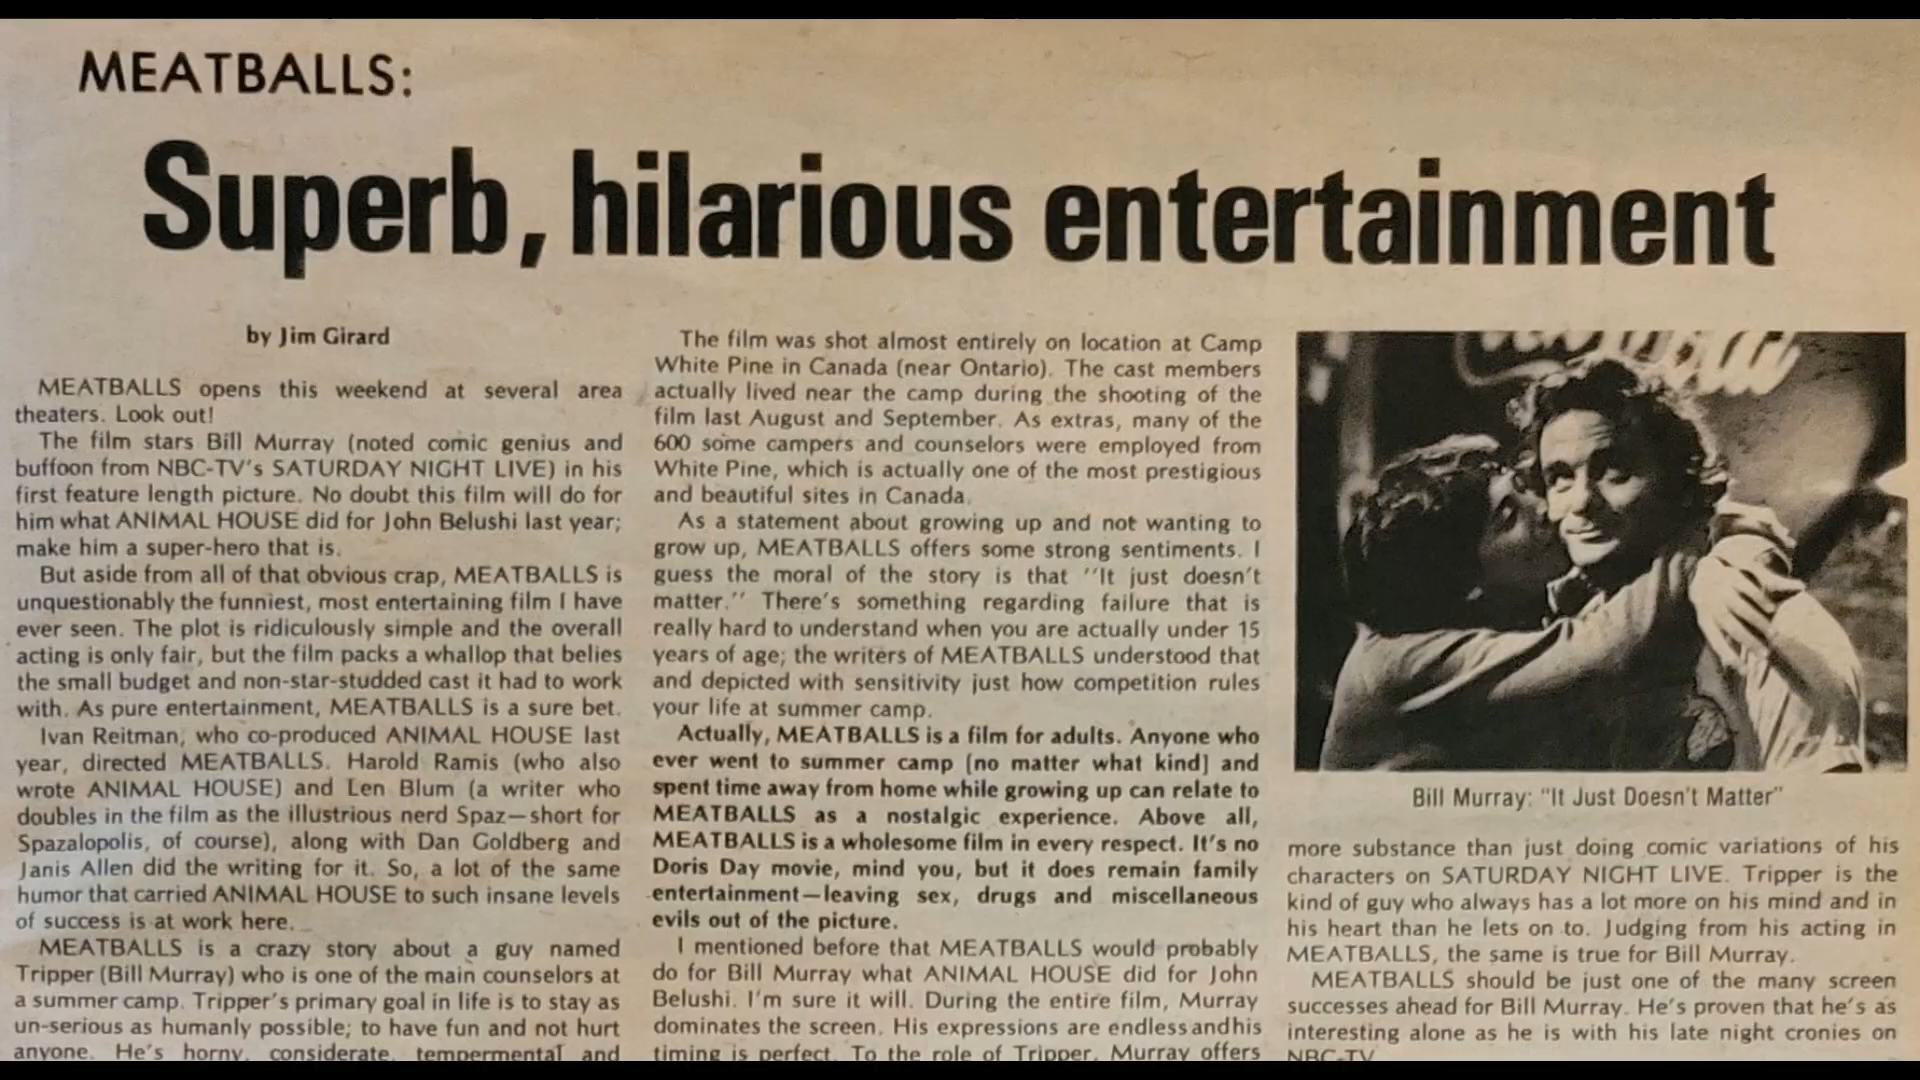 MEATBALLS:
Superb, hilarious entertainment
by Jim Girard
MEATBALLS opens this weekend at several area
theaters. Look out!
The film stars Bill Murray (noted comic genius and
buffoon from NBC-TV's SATURDAY NIGHT LIVE) in his
first feature length picture. No doubt this film will do for
him what ANIMAL HOUSE did for John Belushi last year;
make him a super-hero that is.
But aside from all of that obvious crap, MEATBALLS is
unquestionably the funniest, most entertaining film I have
ever seen. The plot is ridiculously simple and the overall
acting is only fair, but the film packs a whallop that belies
the small budget and non-star-studded cast it had to work
with. As pure entertainment, MEATBALLS is a sure bet.
Ivan Reitman, who co-produced ANIMAL HOUSE last
year, directed MEATBALLS. Harold Ramis (who also
wrote ANIMAL HOUSE) and Len Blum (a writer who
doubles in the film as the illustrious nerd Spaz—short for
Spazalopolis, of course), along with Dan Goldberg and
Janis Allen did the writing for it. So, a lot of the same
humor that carried ANIMAL HOUSE to such insane levels
of success is at work here.
MEATBALLS is a crazy story about a guy named
Tripper (Bill Murray) who is one of the main counselors at
a summer camp. Tripper's primary goal in life is to stay as
un-serious as humanly possible; to have fun and not hurt
anyone. He's horny, considerate, tempermental and
The film was shot almost entirely on location at Camp
White Pine in Canada (near Ontario). The cast members
actually lived near the camp during the shooting of the
film last August and September. As extras, many of the
600 some campers and counselors were employed from
White Pine, which is actually one of the most prestigious
and beautiful sites in Canada.
As a statement about growing up and not wanting to
grow up, MEATBALLS offers some strong sentiments. I
guess the moral of the story is that "It just doesn't
matter." There's something regarding failure that is
really hard to understand when you are actually under 15
years of age; the writers of MEATBALLS understood that
and depicted with sensitivity just how competition rules
your life at summer camp.
Actually, MEATBALLS is a film for adults. Anyone who
ever went to summer camp [no matter what kind] and
spent time away from home while growing up can relate to
MEATBALLS as a nostalgic experience. Above all,
MEATBALLS is a wholesome film in every respect. It's no
Doris Day movie, mind you, but it does remain family
entertainment—leaving sex, drugs and miscellaneous
evils out of the picture.
I mentioned before that MEATBALLS would probably
do for Bill Murray what ANIMAL HOUSE did for John
Belushi. I'm sure it will. During the entire film, Murray
dominates the screen. His expressions are endless and his
timing is perfect. To the role of Tripper, Murray offers
Bill Murray: "It Just Doesn't Matter"
more substance than just doing comic variations of his
characters on SATURDAY NIGHT LIVE. Tripper is the
kind of guy who always has a lot more on his mind and in
his heart than he lets on to. Judging from his acting in
MEATBALLS, the same is true for Bill Murray.
MEATBALLS should be just one of the many screen
successes ahead for Bill Murray. He's proven that he's as
interesting alone as he is with his late night cronies on
NBC-TV